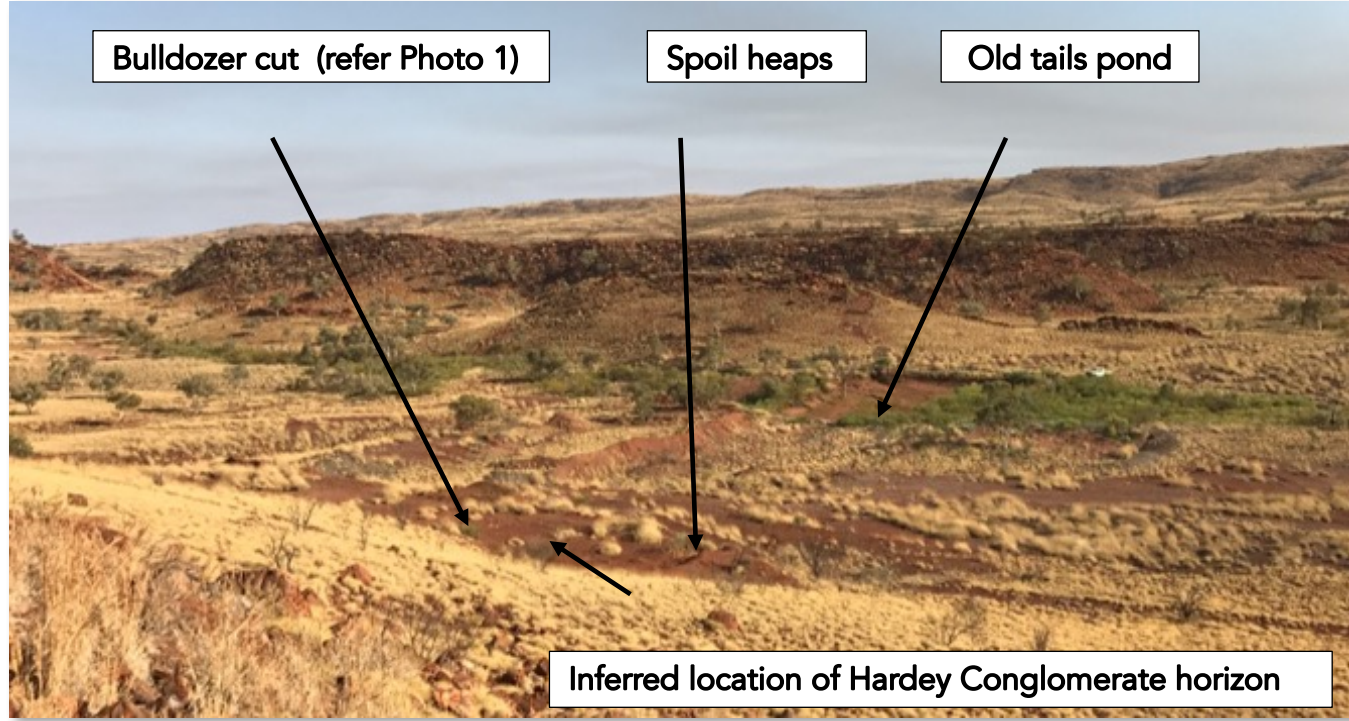 Bulldozer cut (refer Photo 1)
Spoil heaps
Old tails pond
Inferred location of Hardey Conglomerate horizon